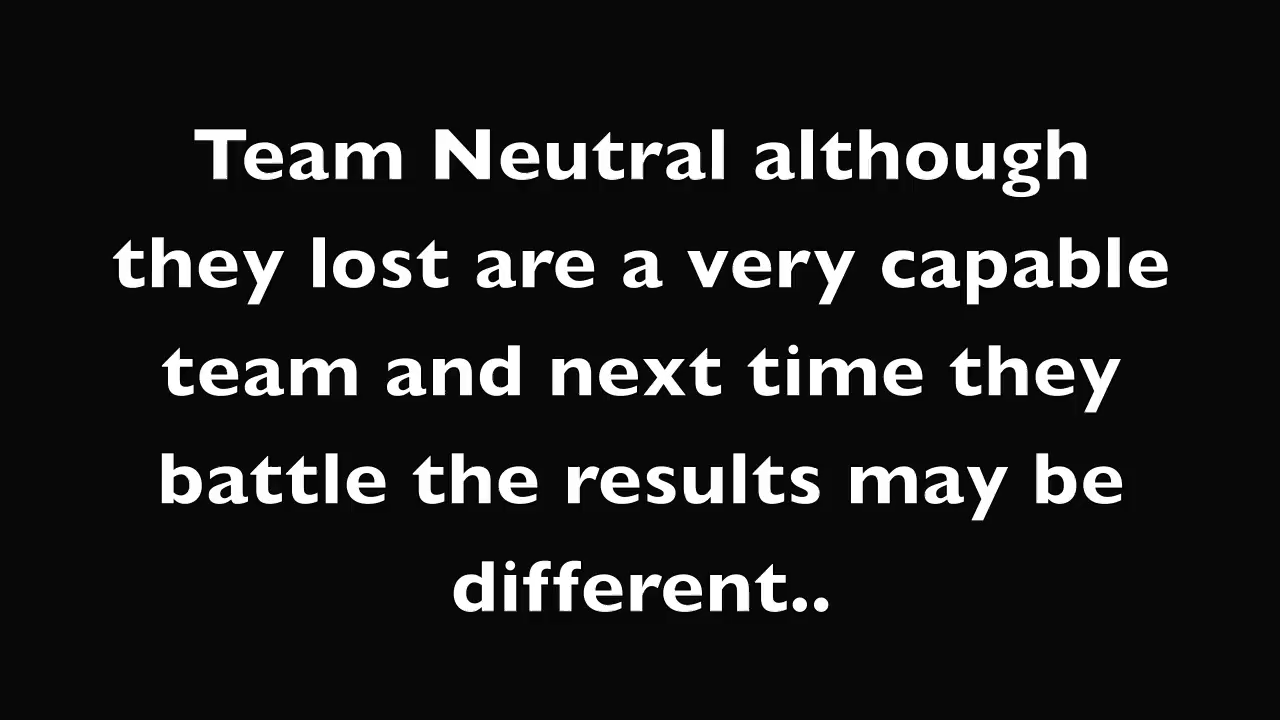 Team Neutral although
they lost are a very capable
team and next time they
battle the results may be
different..